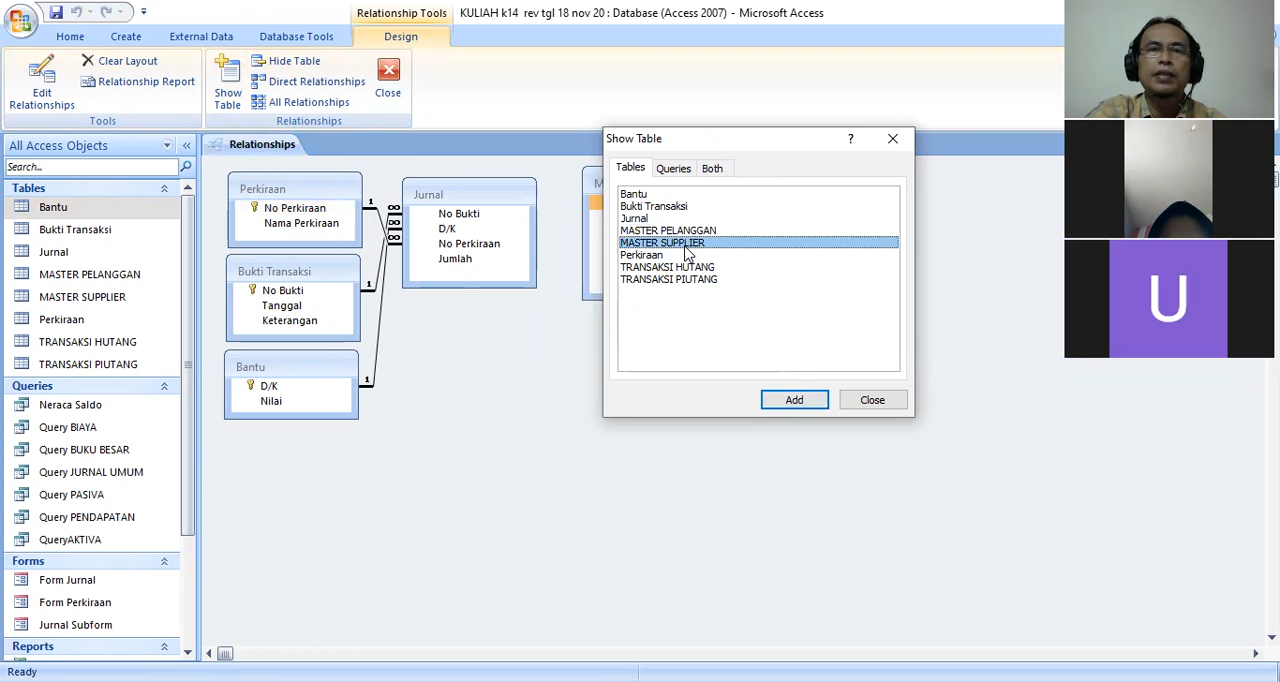 Relationship Tools
KULIAH k14 rev tgl 18 nov 20 : Database (Access 2007) - Microsoft Access
Home
Create
External Data
Database Tools
Design
Edit Relationships
Clear Layout
Relationship Report
Tools
Show Table
Hide Table
Direct Relationships
All Relationships
Close
Relationships
All Access Objects
Search...
Tables
Bantu
Bukti Transaksi
Jurnal
MASTER PELANGGAN
MASTER SUPPLIER
Perkiraan
TRANSAKSI HUTANG
TRANSAKSI PIUTANG
Queries
Neraca Saldo
Query BIAYA
Query BUKU BESAR
Query JURNAL UMUM
Query PASIVA
Query PENDAPATAN
QueryAKTIVA
Forms
Form Jurnal
Form Perkiraan
Jurnal Subform
Reports
Relationships
Perkiraan
No Perkiraan
Nama Perkiraan
1
∞
∞
∞
Jurnal
No Bukti
D/K
No Perkiraan
Jumlah
Bukti Transaksi
No Bukti
Tanggal
Keterangan
1
Bantu
D/K
Nilai
1
M
Show Table
?
Tables
Queries
Both
Bantu
Bukti Transaksi
Jurnal
MASTER PELANGGAN
MASTER SUPPLIER
Perkiraan
TRANSAKSI HUTANG
TRANSAKSI PIUTANG
Add
Close
U
Ready